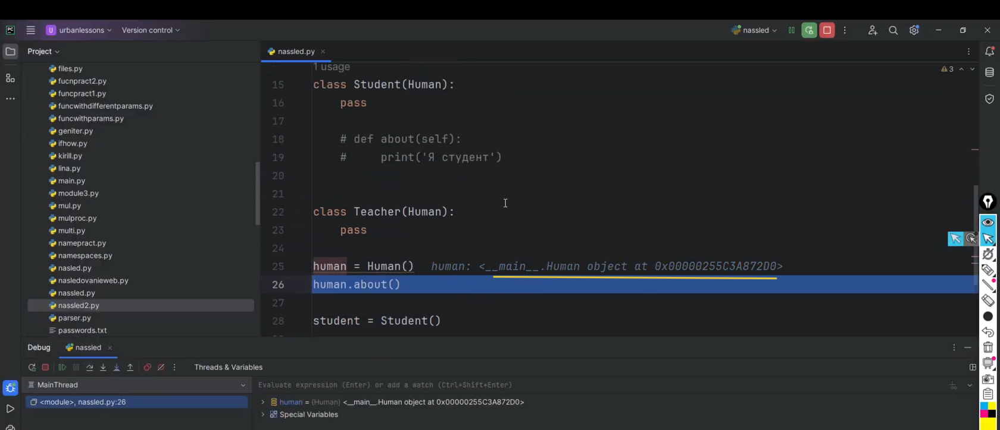 PC
U urbanlessons
Version control
nassled
Project
files.py
fucnpract2.py
funcpract1.py
funcwithdifferentparams.py
funcwithparams.py
geniter.py
ifhow.py
kirill.py
lina.py
main.py
module3.py
mul.py
mulproc.py
multi.py
namepract.py
namespaces.py
nasled.py
nasledovanieweb.py
nassled.py
nassled2.py
parser.py
passwords.txt
nassled.py
3
1 usage
15 class Student(Human):
16 pass
17
18 # def about(self):
19 # print('Я студент')
20
21
22 class Teacher(Human):
23 pass
24
25 human = Human() human: <__main__.Human object at 0x00000255C3A872D0>
26 human.about()
27
28 student = Student()
Debug
nassled
Threads & Variables
MainThread
<module>, nassled.py:26
Evaluate expression (Enter) or add a watch (Ctrl+Shift+Enter)
human = {Human} <__main__.Human object at 0x00000255C3A872D0>
Special Variables